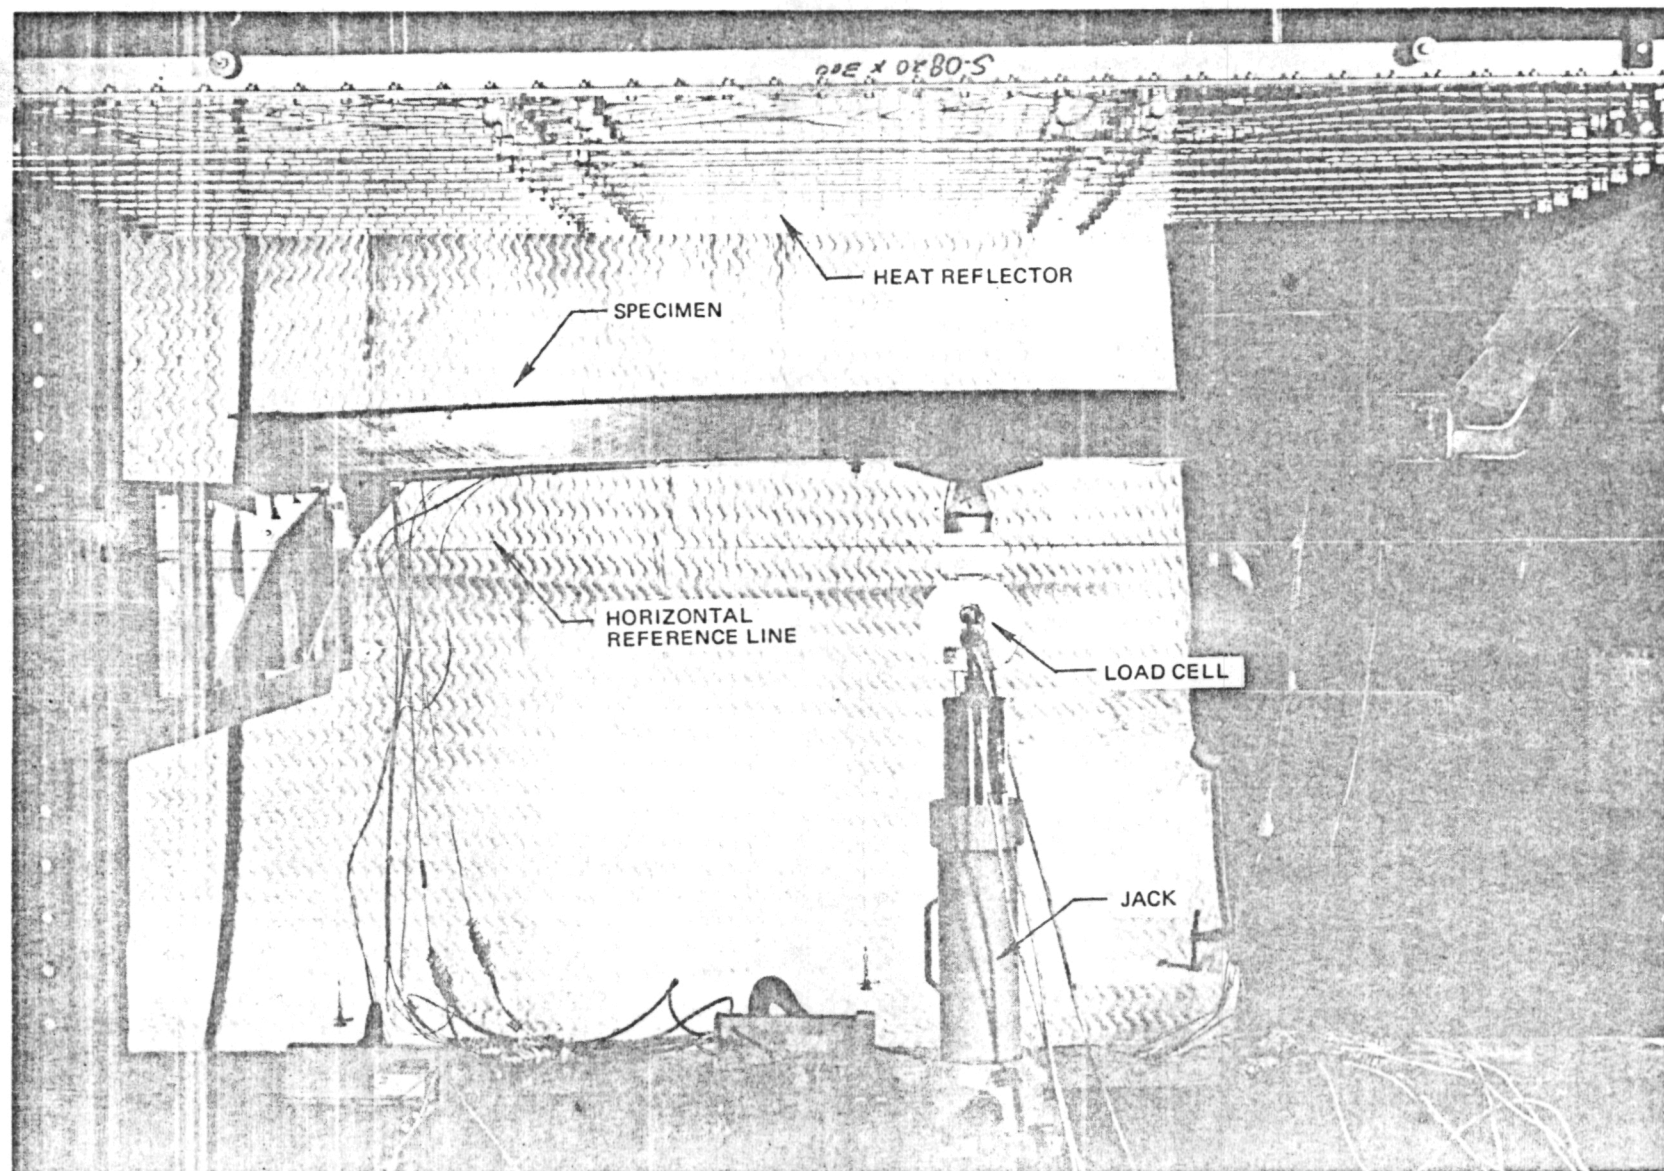 S-0820 x 300
HEAT REFLECTOR
SPECIMEN
HORIZONTAL
REFERENCE LINE
LOAD CELL
JACK